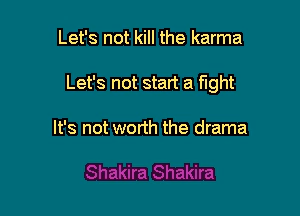 Let's not kill the karma
Let's not start a fight
It's not worth the drama
Shakira Shakira